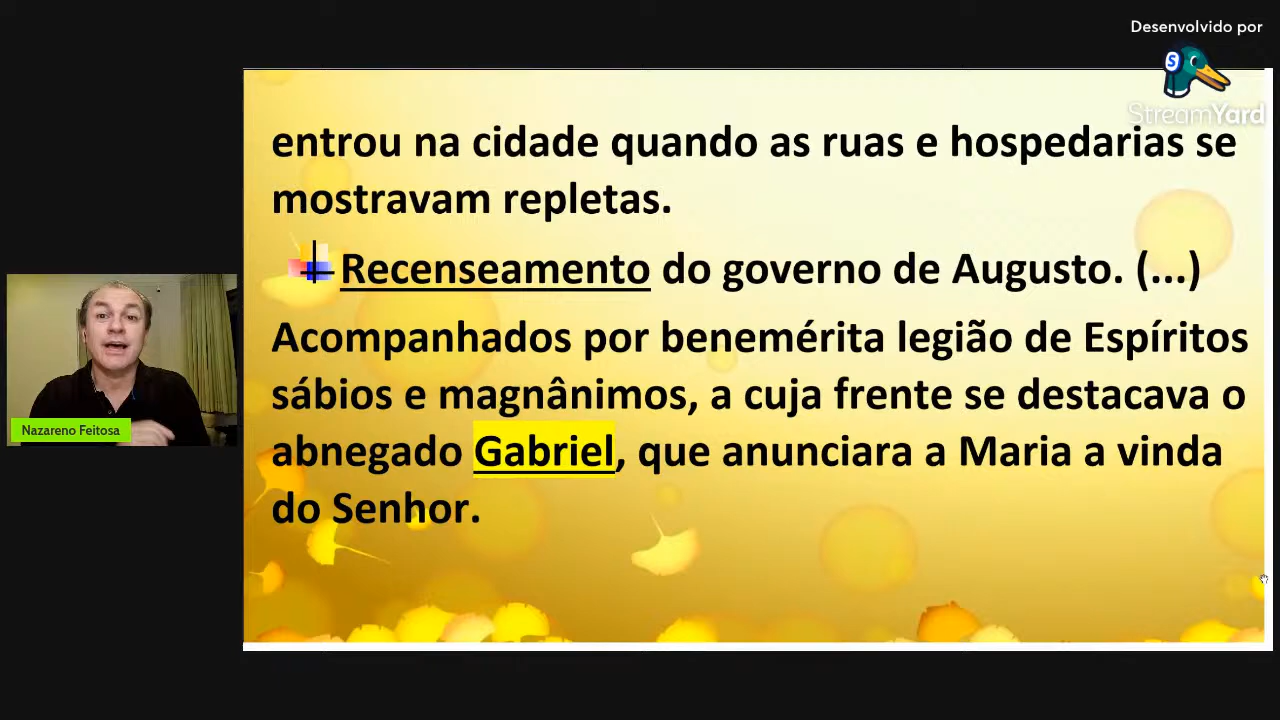 Desenvolvido por
S
StreamYard
entrou na cidade quando as ruas e hospedarias se
mostravam repletas.
Recenseamento do governo de Augusto. (...)
Acompanhados por benemérita legião de Espíritos
sábios e magnânimos, a cuja frente se destacava o
abnegado Gabriel, que anunciara a Maria a vinda
do Senhor.
Nazareno Feitosa